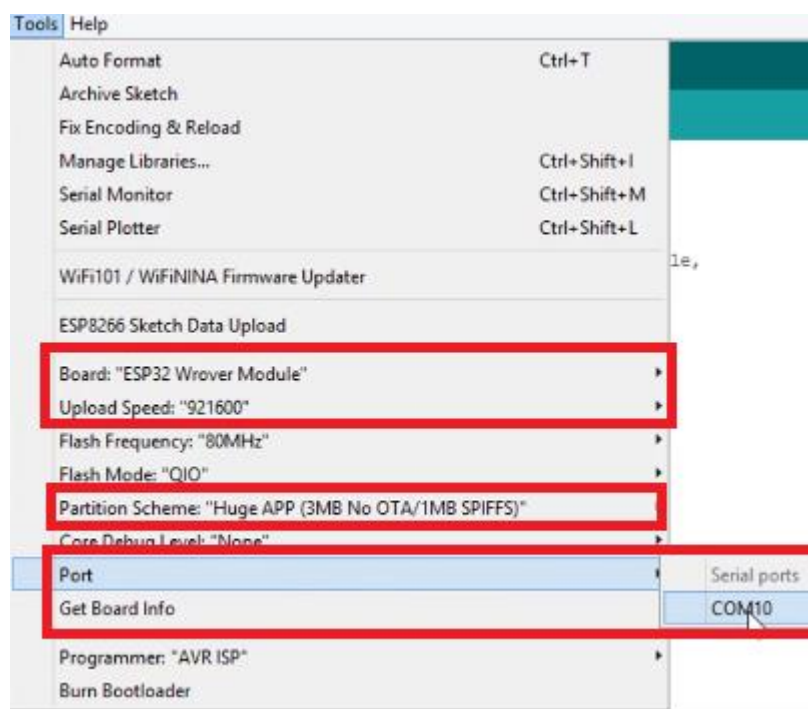 Tools Help
Auto Format Ctrl+T
Archive Sketch
Fix Encoding & Reload
Manage Libraries... Ctrl+Shift+I
Serial Monitor Ctrl+Shift+M
Serial Plotter Ctrl+Shift+L
le,
WiFi101 / WiFiNINA Firmware Updater
ESP8266 Sketch Data Upload
Board: "ESP32 Wrover Module"
Upload Speed: "921600"
Flash Frequency: "80MHz"
Flash Mode: "QIO"
Partition Scheme: "Huge APP (3MB No OTA/1MB SPIFFS)"
Core Debug Level: "None"
Port Serial ports
Get Board Info COM10
Programmer: "AVR ISP"
Burn Bootloader